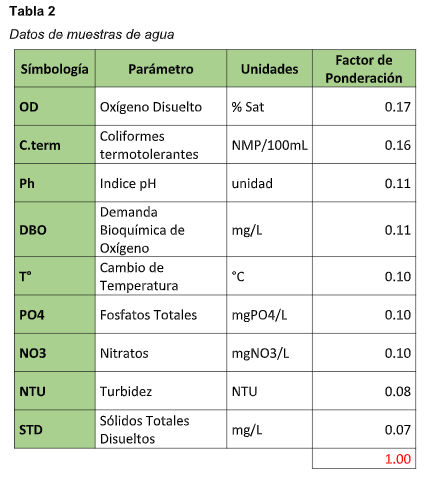 Tabla 2
Datos de muestras de agua
Símbología Parámetro Unidades Factor de
Ponderación
OD Oxígeno Disuelto % Sat 0.17
C.term Coliformes
termotolerantes NMP/100mL 0.16
Ph Indice pH unidad 0.11
DBO Demanda
Bioquímica de
Oxígeno mg/L 0.11
T° Cambio de
Temperatura °C 0.10
PO4 Fosfatos Totales mgPO4/L 0.10
NO3 Nitratos mgNO3/L 0.10
NTU Turbidez NTU 0.08
STD Sólidos Totales
Disueltos mg/L 0.07
1.00